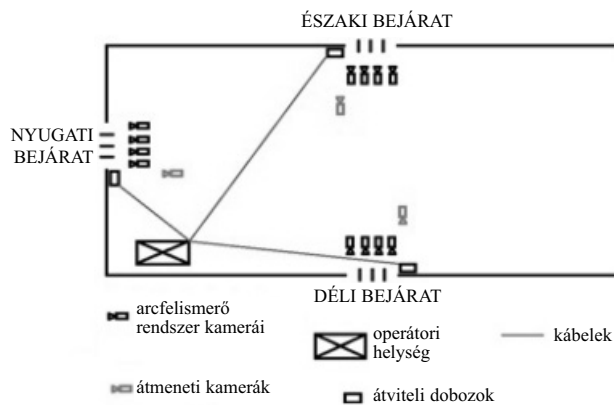 ÉSZAKI BEJÁRAT
NYUGATI
BEJÁRAT
DÉLI BEJÁRAT
arcfelismerő
rendszer kamerái
operátori
helység
kábelek
átmeneti kamerák
átviteli dobozok